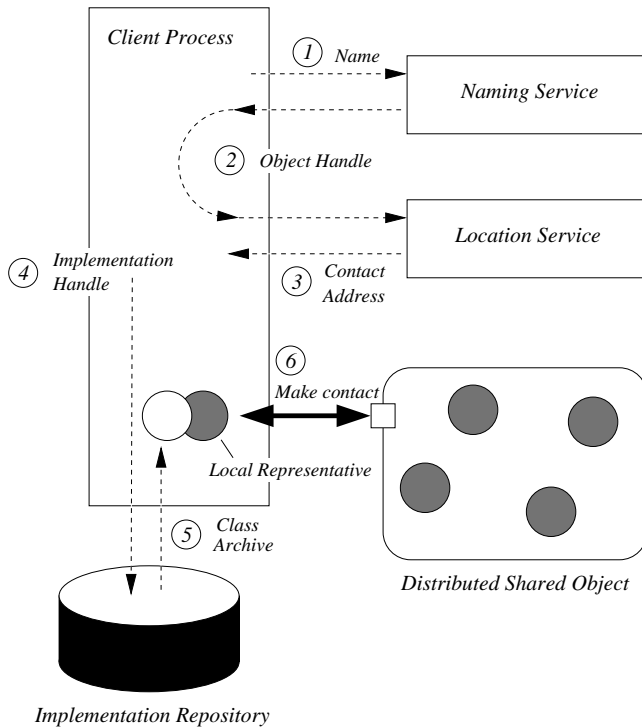 Client Process
1 Name
Naming Service
2 Object Handle
Location Service
4 Implementation
Handle
3 Contact
Address
6
Make contact
Local Representative
5 Class
Archive
Distributed Shared Object
Implementation Repository